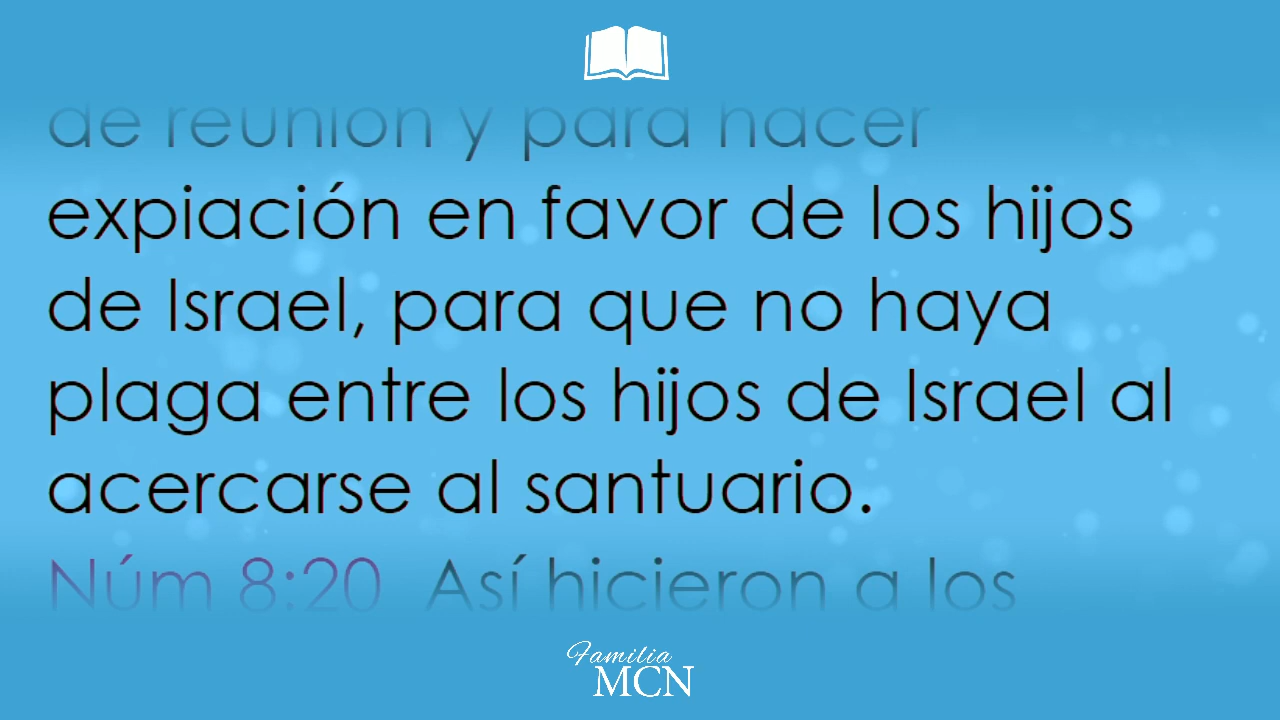 de reunión y para hacer
expiación en favor de los hijos
de Israel, para que no haya
plaga entre los hijos de Israel al
acercarse al santuario.
Núm 8:20 Así hicieron a los
Familia
MCN